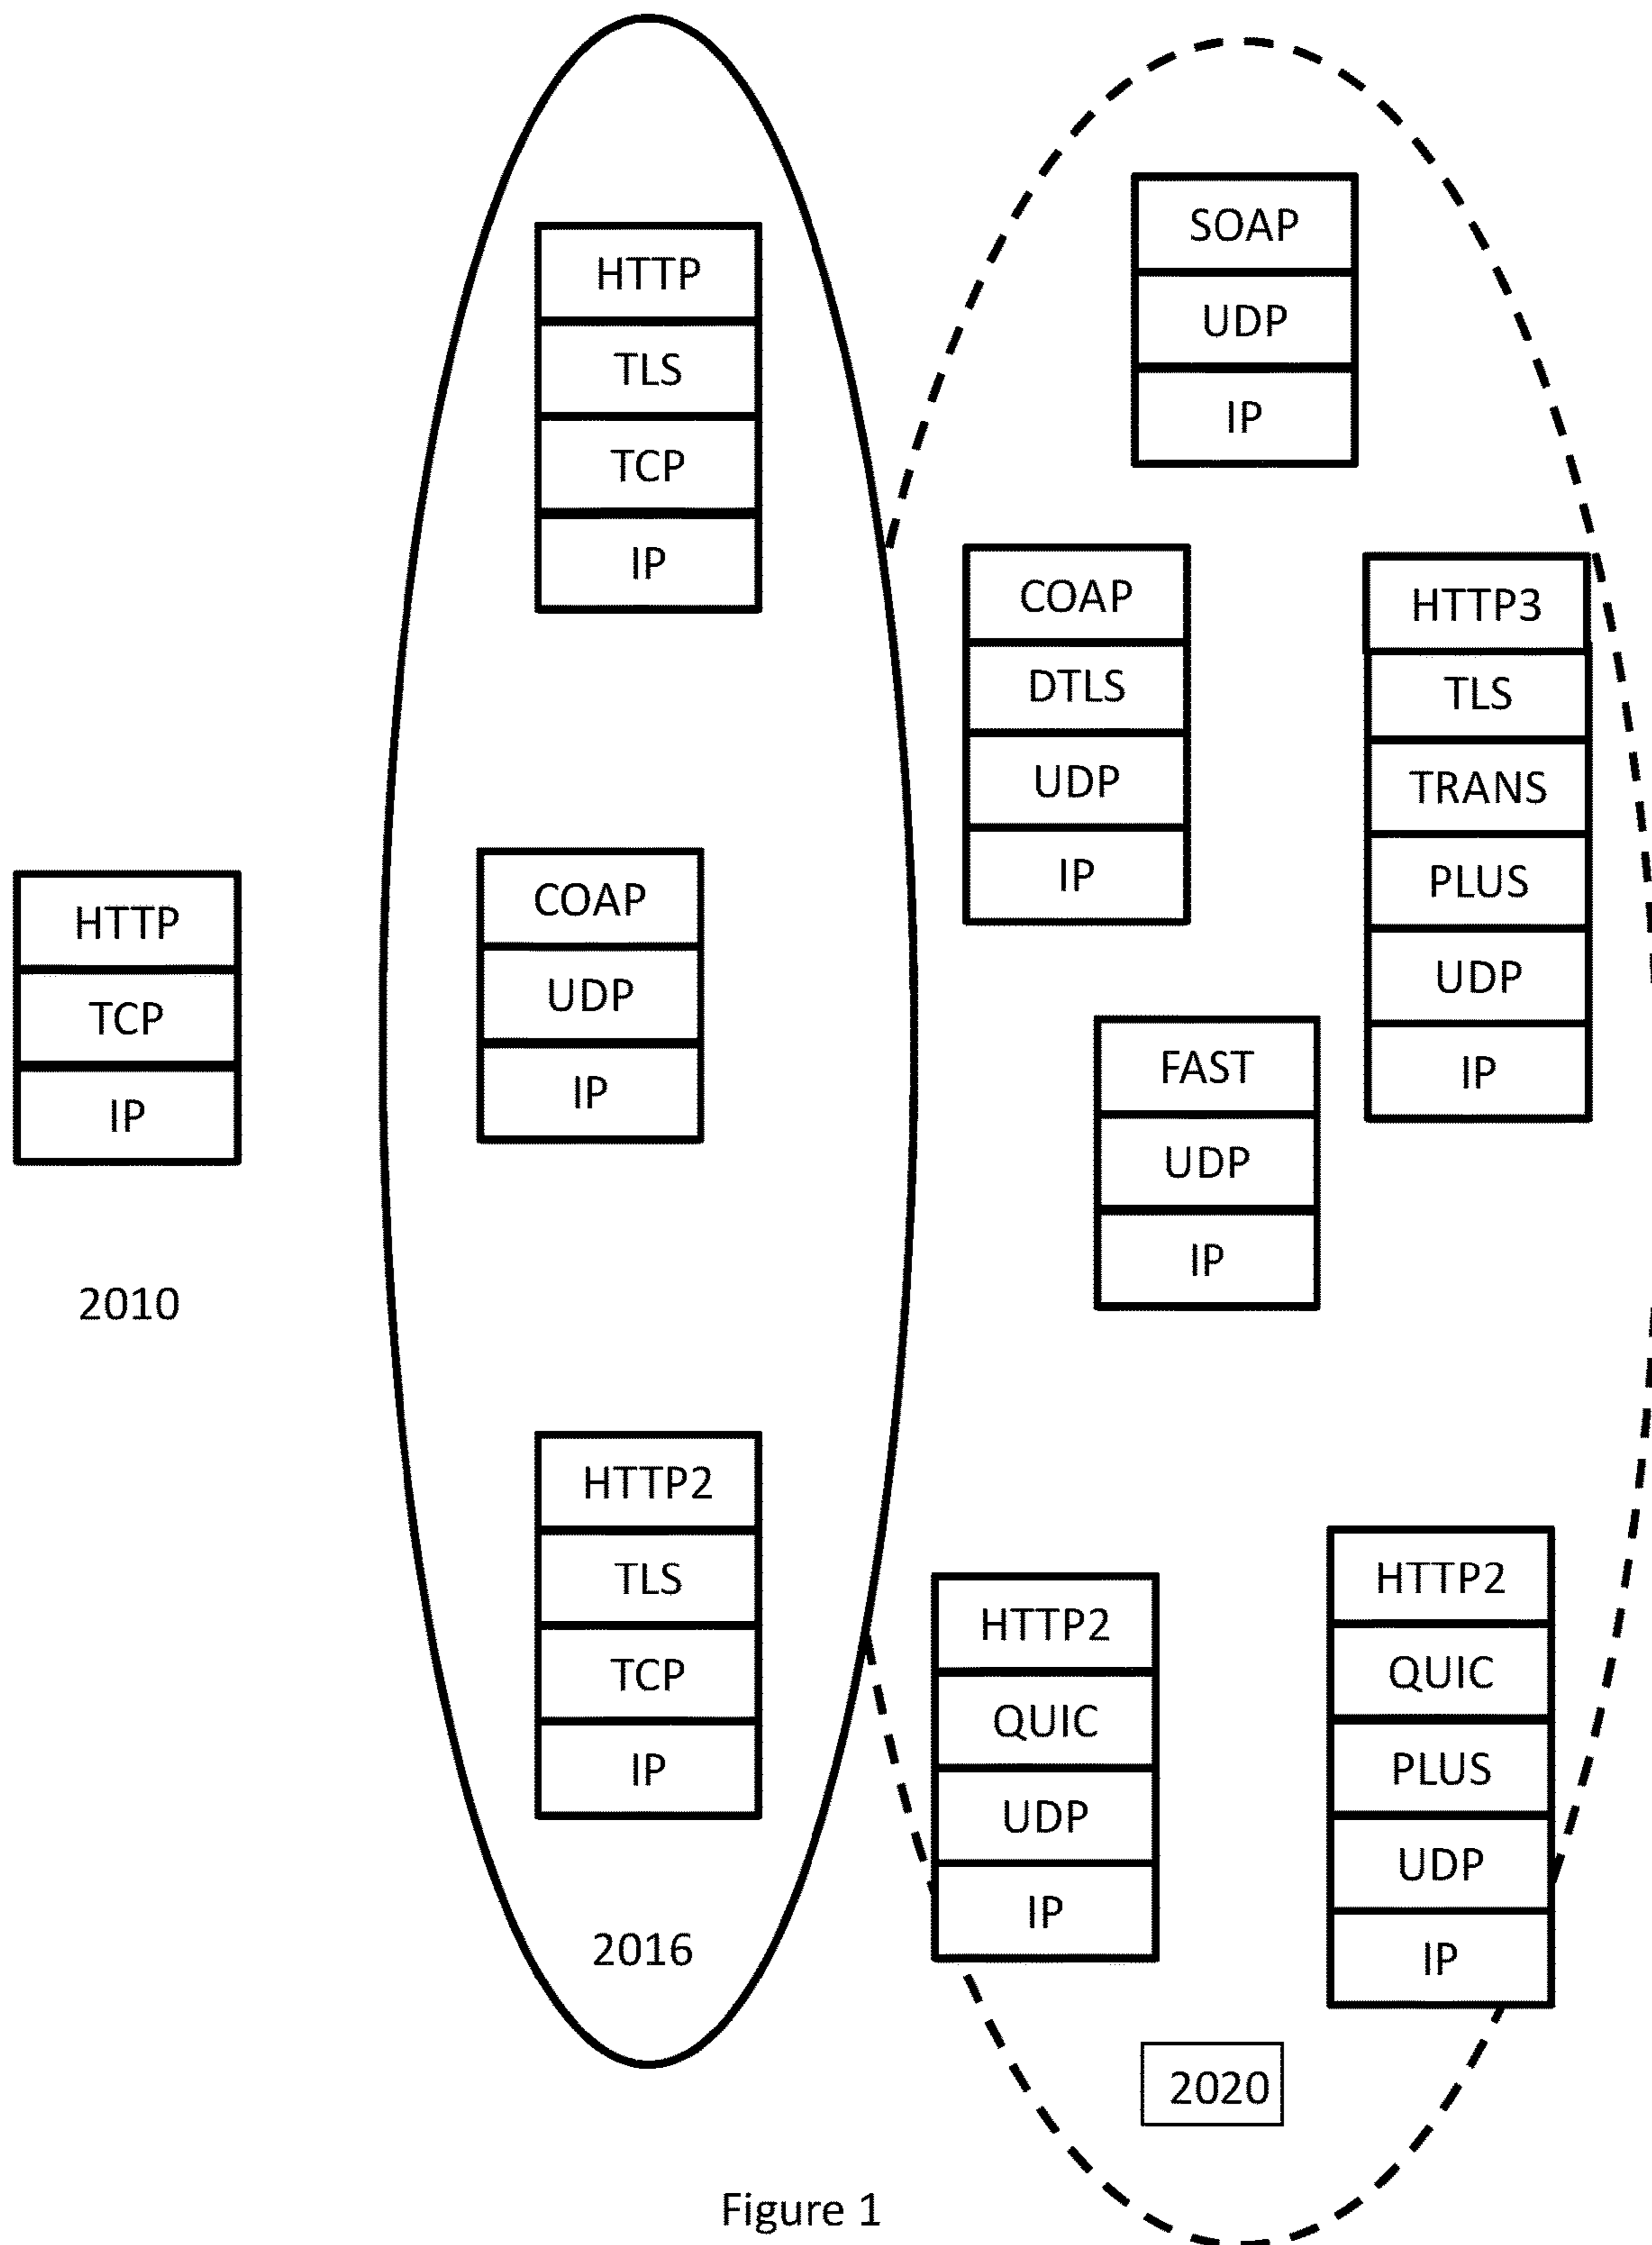 HTTP
TCP
IP
2010
HTTP
TLS
TCP
IP
COAP
UDP
IP
HTTP2
TLS
TCP
IP
2016
SOAP
UDP
IP
COAP
DTLS
UDP
IP
HTTP3
TLS
TRANS
PLUS
UDP
IP
FAST
UDP
IP
HTTP2
QUIC
UDP
IP
HTTP2
QUIC
PLUS
UDP
IP
2020
Figure 1